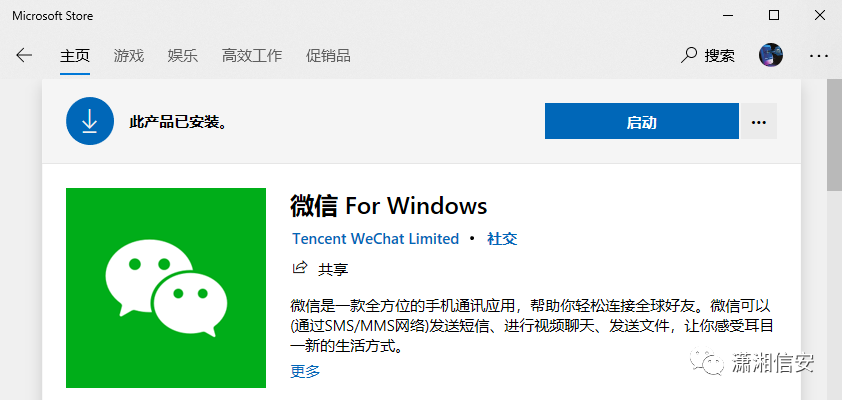 Microsoft Store
主页 游戏 娱乐 高效工作 促销品 搜索
此产品已安装。 启动
微信 For Windows
Tencent WeChat Limited • 社交
共享
微信是一款全方位的手机通讯应用，帮助你轻松连接全球好友。微信可以
(通过SMS/MMS网络)发送短信、进行视频聊天、发送文件，让你感受耳目
一新的生活方式。
更多
潇湘信安